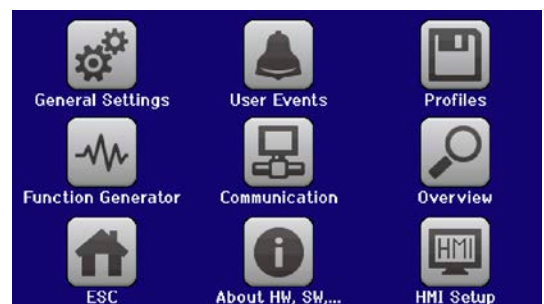 General Settings
User Events
Profiles
Function Generator
Communication
Overview
HMI
ESC
About HW, SW,...
HMI Setup